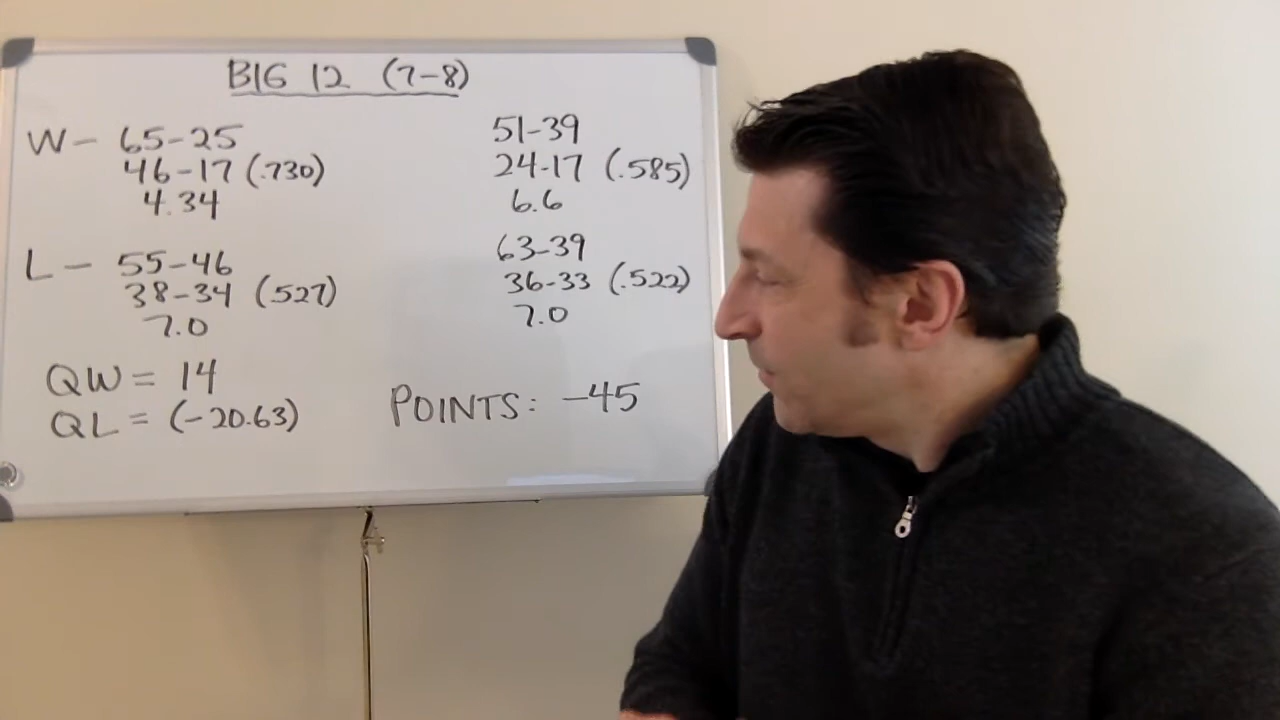 BIG 12 (7-8)
W - 65-25
46-17 (.730)
4.34
L - 55-46
38-34 (.527)
7.0
QW = 14
QL = (-20.63)
51-39
24-17 (.585)
6.6
63-39
36-33 (.522)
7.0
POINTS: -45